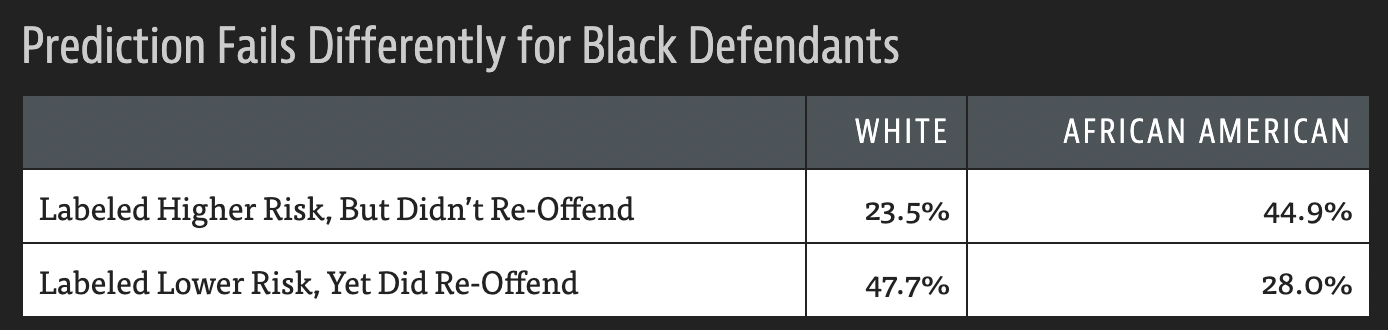 Prediction Fails Differently for Black Defendants
WHITE AFRICAN AMERICAN
Labeled Higher Risk, But Didn’t Re-Offend 23.5% 44.9%
Labeled Lower Risk, Yet Did Re-Offend 47.7% 28.0%